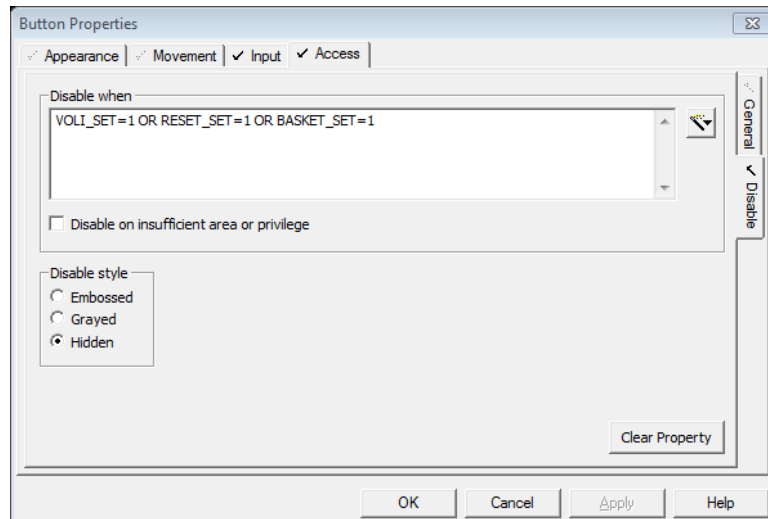 Button Properties
Appearance Movement Input Access
Disable when
VOLI_SET=1 OR RESET_SET=1 OR BASKET_SET=1
General
Disable
Disable on insufficient area or privilege
Disable style
Embossed
Grayed
Hidden
Clear Property
OK Cancel Apply Help